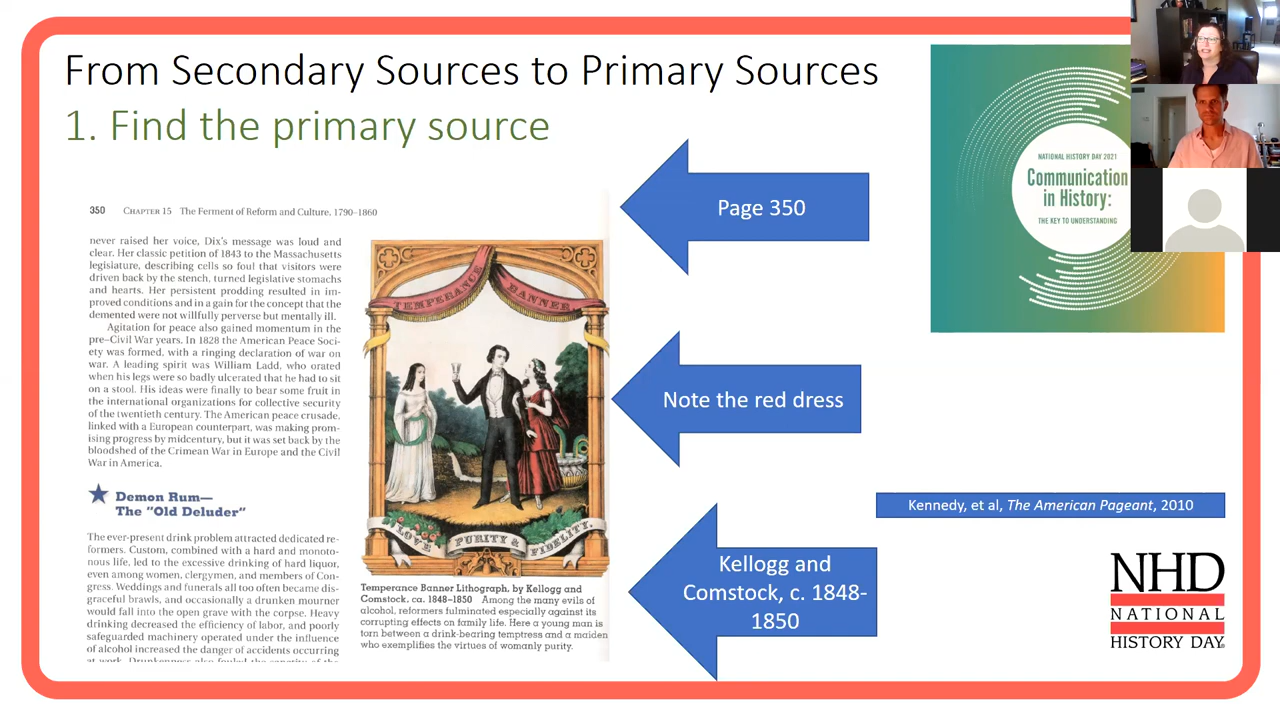 From Secondary Sources to Primary Sources
1. Find the primary source
350 CHAPTER 15 The Ferment of Reform and Culture, 1790–1860
never raised her voice, Dix's message was loud and
clear. Her classic petition of 1843 to the Massachusetts
legislature, describing cells so foul that visitors were
driven back by the stench, turned legislative stomachs
and hearts. Her persistent prodding resulted in im-
proved conditions and in a gain for the concept that the
demented were not willfully perverse but mentally ill.
Agitation for peace also gained momentum in the
pre–Civil War years. In 1828 the American Peace Soci-
ety was formed, with a ringing declaration of war on
war. A leading spirit was William Ladd, who orated
when his legs were so badly ulcerated that he had to sit
on a stool. His ideas were finally to bear some fruit in
the international organizations for collective security
of the twentieth century. The American peace crusade,
linked with a European counterpart, was making prom-
ising progress by midcentury, but it was set back by the
bloodshed of the Crimean War in Europe and the Civil
War in America.
Demon Rum—
The "Old Deluder"
The ever-present drink problem attracted dedicated re-
formers. Custom, combined with a hard and monoto-
nous life, led to the excessive drinking of hard liquor,
even among women, clergymen, and members of Con-
gress. Weddings and funerals all too often became dis-
graceful brawls, and occasionally a drunken mourner
would fall into the open grave with the corpse. Heavy
drinking decreased the efficiency of labor, and poorly
safeguarded machinery operated under the influence
of alcohol increased the danger of accidents occurring
at work. Drunkenness also fouled the sanctity of the
TEMPERANCE BANNER
LOVE PURITY & FIDELITY.
Temperance Banner Lithograph, by Kellogg and
Comstock, ca. 1848–1850 Among the many evils of
alcohol, reformers fulminated especially against its
corrupting effects on family life. Here a young man is
torn between a drink-bearing temptress and a maiden
who exemplifies the virtues of womanly purity.
Page 350
Note the red dress
Kellogg and
Comstock, c. 1848-
1850
NATIONAL HISTORY DAY 2021
Communication
in History:
THE KEY TO UNDERSTANDING
Kennedy, et al, The American Pageant, 2010
NHD
NATIONAL
HISTORY DAY